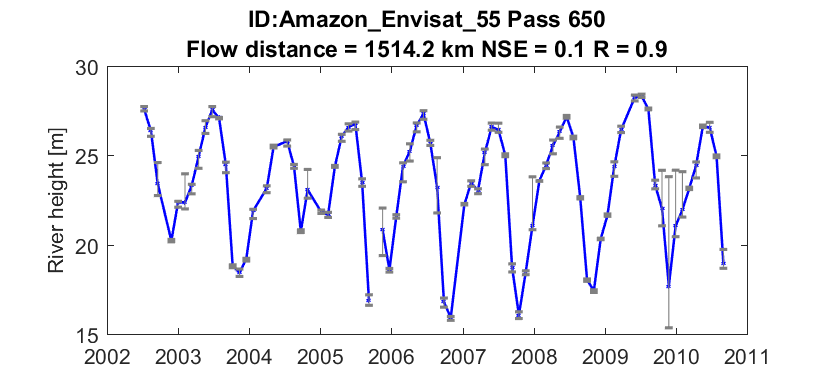 ID:Amazon_Envisat_55 Pass 650
Flow distance = 1514.2 km NSE = 0.1 R = 0.9
River height [m]
30
25
20
15
2002 2003 2004 2005 2006 2007 2008 2009 2010 2011